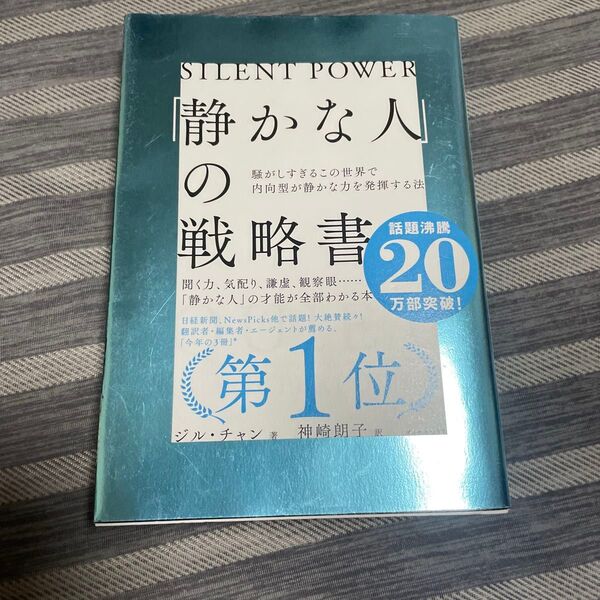 SILENT POWER
「静かな人」
の
騒がしすぎるこの世界で
内向型が静かな力を発揮する法
戦略書
話題沸騰
20
万部突破!
聞く力、気配り、謙虚、観察眼……
「静かな人」の才能が全部わかる本
日経新聞、NewsPicks他で話題!大絶賛続々!
翻訳者・編集者・エージェントが薦める、
「今年の3冊」*
第1位
ジル・チャン 著 神崎朗子 訳